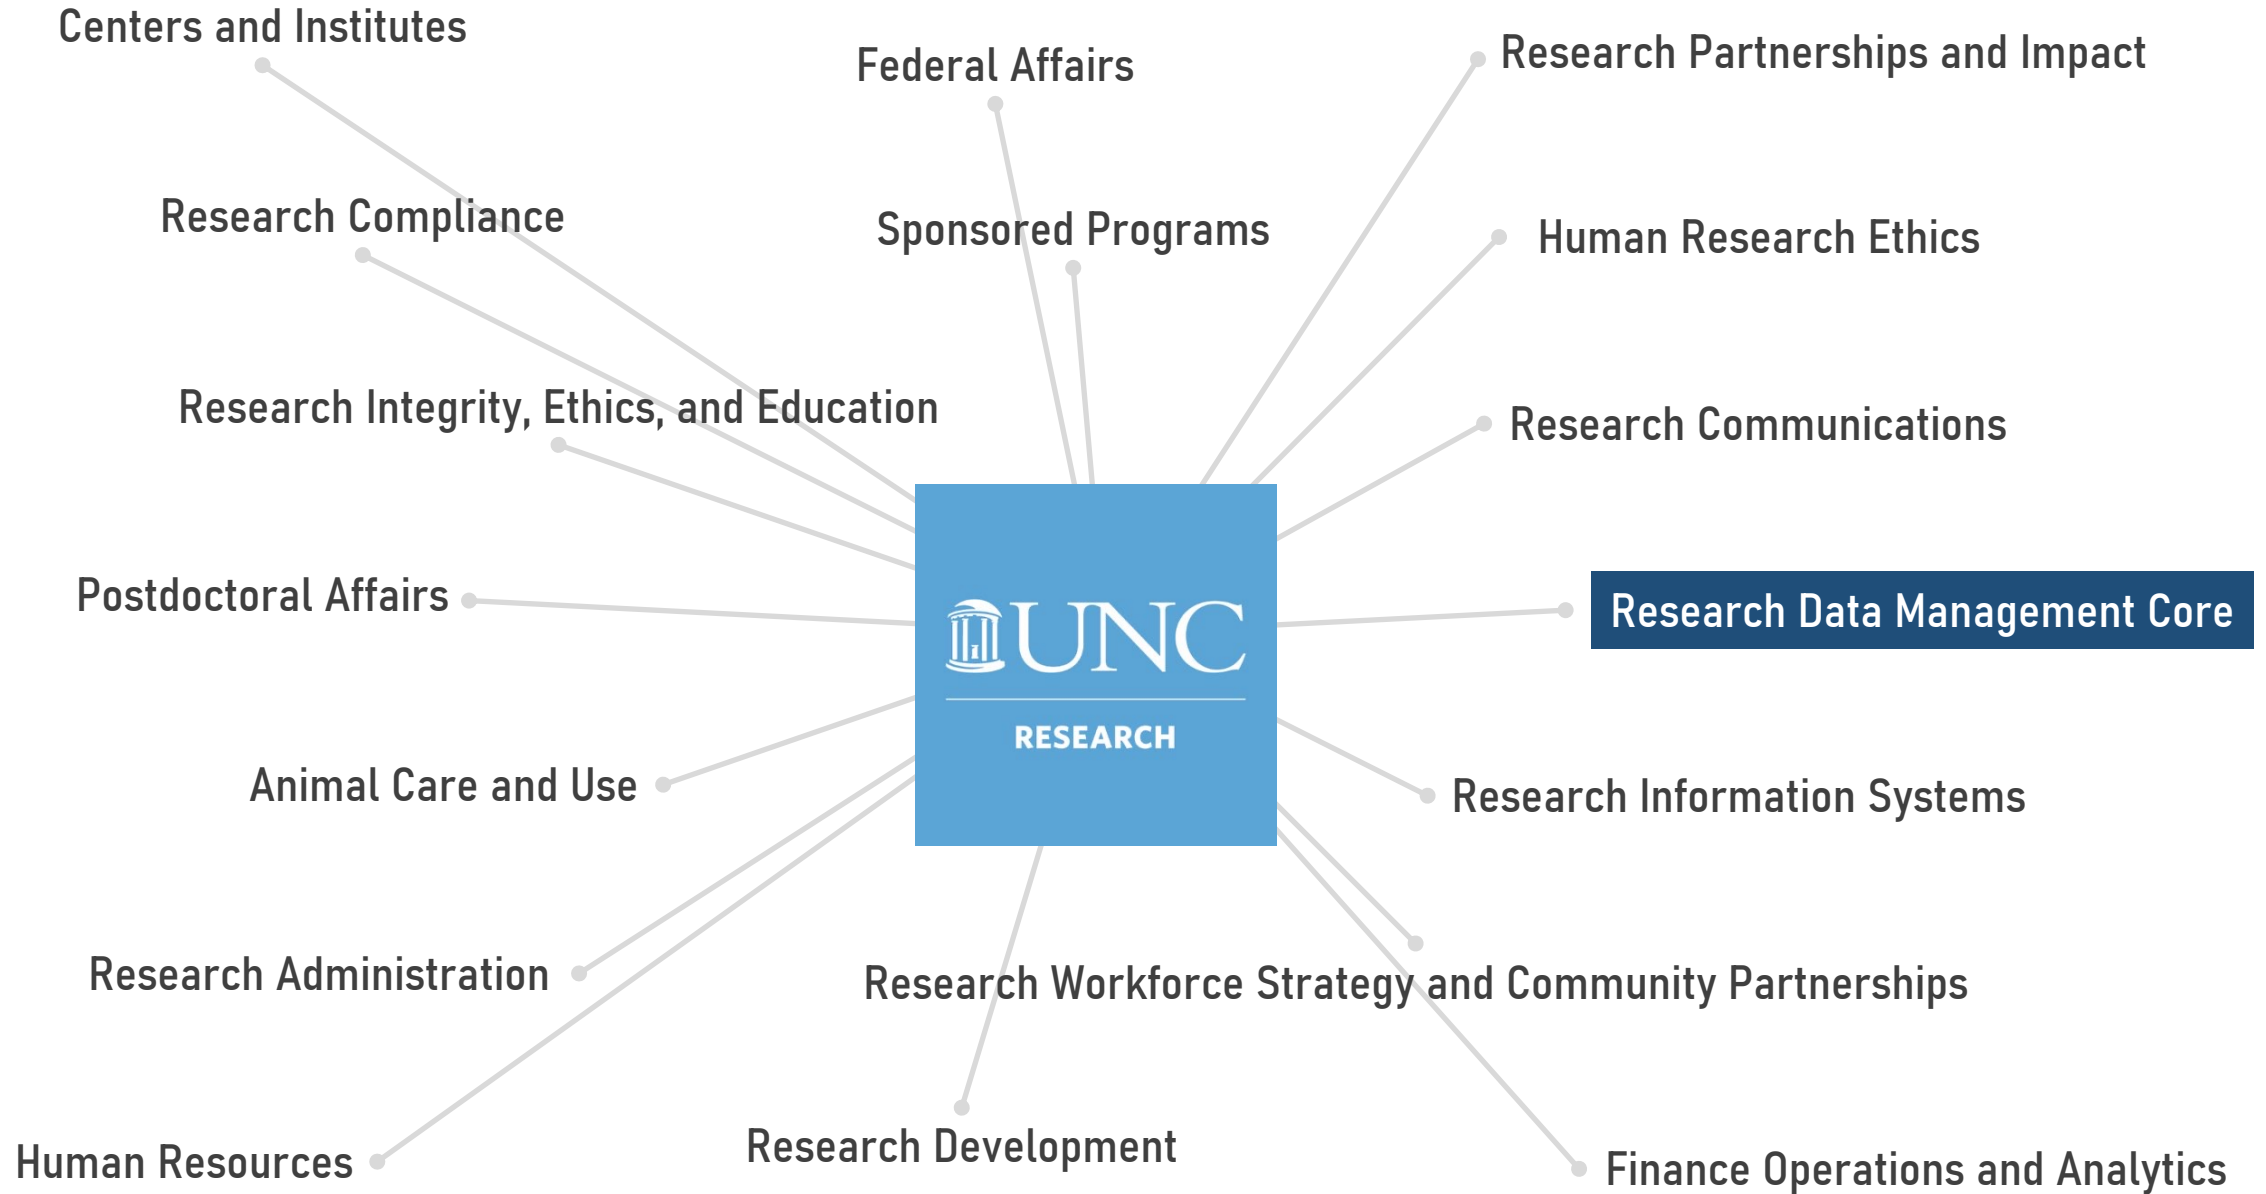 Centers and Institutes
Federal Affairs
Research Partnerships and Impact
Research Compliance
Sponsored Programs
Human Research Ethics
Research Integrity, Ethics, and Education
Research Communications
Postdoctoral Affairs
UNC
RESEARCH
Research Data Management Core
Animal Care and Use
Research Information Systems
Research Administration
Research Workforce Strategy and Community Partnerships
Human Resources
Research Development
Finance Operations and Analytics